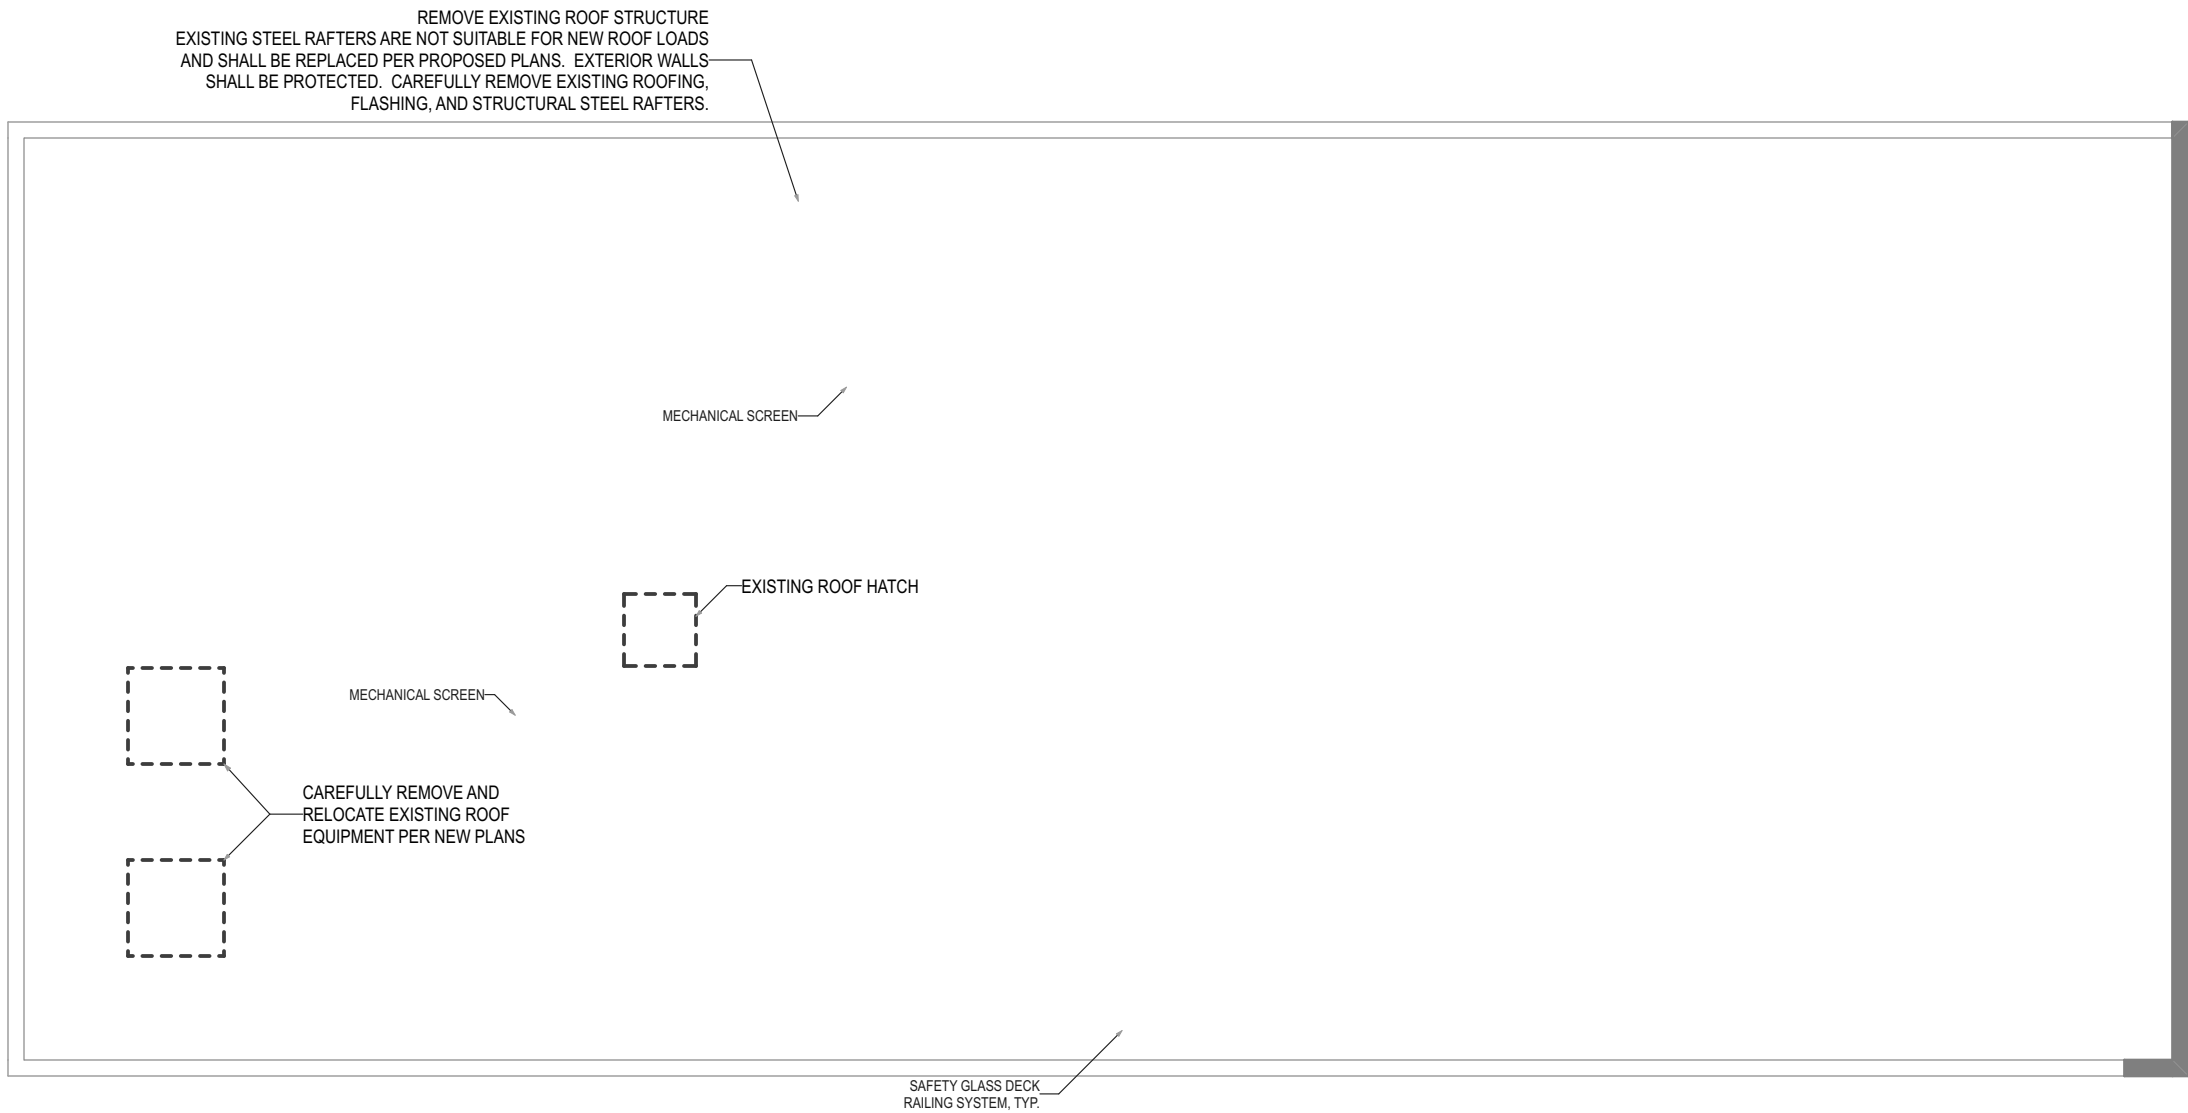 REMOVE EXISTING ROOF STRUCTURE
EXISTING STEEL RAFTERS ARE NOT SUITABLE FOR NEW ROOF LOADS
AND SHALL BE REPLACED PER PROPOSED PLANS. EXTERIOR WALLS
SHALL BE PROTECTED. CAREFULLY REMOVE EXISTING ROOFING,
FLASHING, AND STRUCTURAL STEEL RAFTERS.
MECHANICAL SCREEN
EXISTING ROOF HATCH
MECHANICAL SCREEN
CAREFULLY REMOVE AND
RELOCATE EXISTING ROOF
EQUIPMENT PER NEW PLANS
SAFETY GLASS DECK
RAILING SYSTEM, TYP.